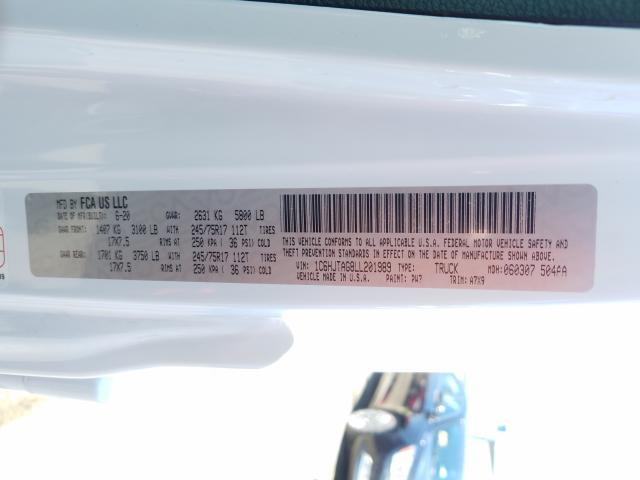 MFD BY FCA US LLC
DATE OF MFR(BUILT): 6-20 GVWR: 2631 KG 5800 LB
GAWR FRONT: 1407 KG 3100 LB WITH 245/75R17 112T TIRES
17X7.5 RIMS AT 250 KPA ( 36 PSI) COLD
GAWR REAR: 1701 KG 3750 LB WITH 245/75R17 112T TIRES
17X7.5 RIMS AT 250 KPA ( 36 PSI) COLD
THIS VEHICLE CONFORMS TO ALL APPLICABLE U.S.A. FEDERAL MOTOR VEHICLE SAFETY AND
THEFT PREVENTION STANDARDS IN EFFECT ON THE DATE OF MANUFACTURE SHOWN ABOVE.
VIN: 1C6HJTAG8LL201989 TYPE: TRUCK MDH: 060307 504FA
VEHICLE MADE IN U.S.A. PAINT: PW7 TRIM: A7X9